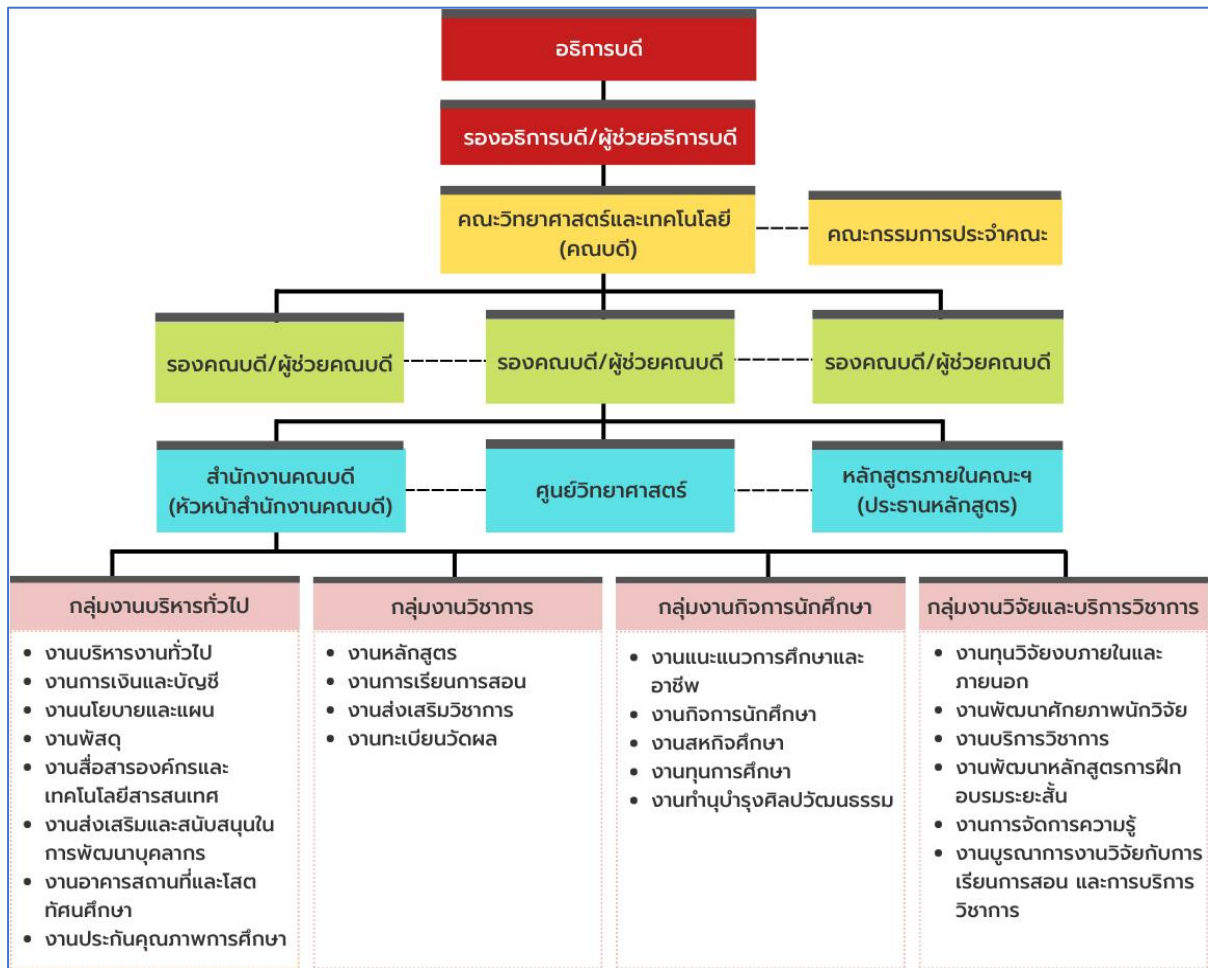 อธิการบดี
รองอธิการบดี/ผู้ช่วยอธิการบดี
คณะวิทยาศาสตร์และเทคโนโลยี
(คณบดี)
คณะกรรมการประจำคณะ
รองคณบดี/ผู้ช่วยคณบดี
รองคณบดี/ผู้ช่วยคณบดี
รองคณบดี/ผู้ช่วยคณบดี
สำนักงานคณบดี
(หัวหน้าสำนักงานคณบดี)
ศูนย์วิทยาศาสตร์
หลักสูตรภายในคณะฯ
(ประธานหลักสูตร)
กลุ่มงานบริหารทั่วไป
• งานบริหารงานทั่วไป
• งานการเงินและบัญชี
• งานนโยบายและแผน
• งานพัสดุ
• งานสื่อสารองค์กรและ
เทคโนโลยีสารสนเทศ
• งานส่งเสริมและสนับสนุนใน
การพัฒนาบุคลากร
• งานอาคารสถานที่และโสต
ทัศนศึกษา
• งานประกันคุณภาพการศึกษา
กลุ่มงานวิชาการ
• งานหลักสูตร
• งานการเรียนการสอน
• งานส่งเสริมวิชาการ
• งานทะเบียนวัดผล
กลุ่มงานกิจการนักศึกษา
• งานแนะแนวการศึกษาและ
อาชีพ
• งานกิจการนักศึกษา
• งานสหกิจศึกษา
• งานทุนการศึกษา
• งานทำนุบำรุงศิลปวัฒนธรรม
กลุ่มงานวิจัยและบริการวิชาการ
• งานทุนวิจัยงบภายในและ
ภายนอก
• งานพัฒนาศักยภาพนักวิจัย
• งานบริการวิชาการ
• งานพัฒนาหลักสูตรการฝึก
อบรมระยะสั้น
• งานการจัดการความรู้
• งานบูรณาการงานวิจัยกับการ
เรียนการสอน และการบริการ
วิชาการ